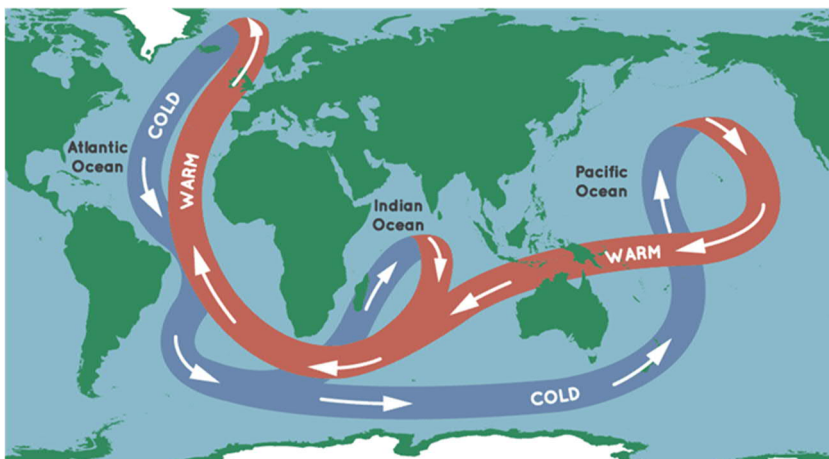 COLD
Atlantic
Ocean
WARM
Indian
Ocean
Pacific
Ocean
WARM
COLD